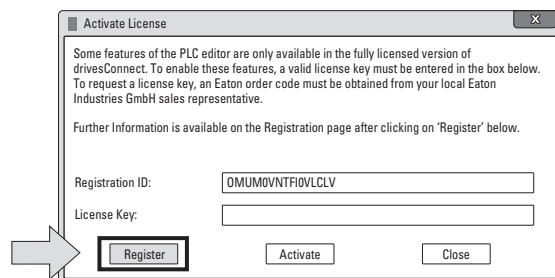 Activate License
X
Some features of the PLC editor are only available in the fully licensed version of
drivesConnect. To enable these features, a valid license key must be entered in the box below.
To request a license key, an Eaton order code must be obtained from your local Eaton
Industries GmbH sales representative.
Further Information is available on the Registration page after clicking on 'Register' below.
Registration ID: OMUM0VNTFI0VLCLV
License Key:
Register Activate Close